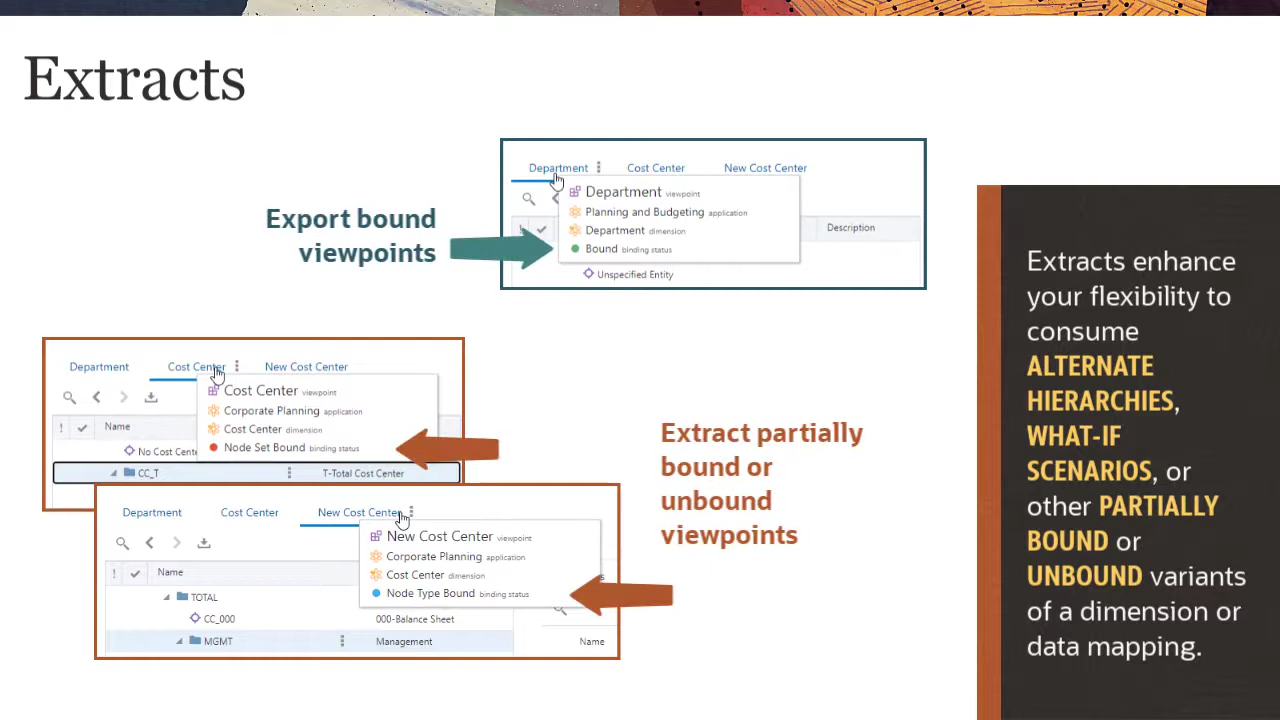 Extracts
Export bound
viewpoints
Department Cost Center New Cost Center
Department viewpoint
Planning and Budgeting application
Department dimension
Bound binding status
! Description
Unspecified Entity
Department Cost Center New Cost Center
Cost Center viewpoint
Corporate Planning application
Cost Center dimension
Node Set Bound binding status
! Name
No Cost Cente
CC_T T-Total Cost Center
Department Cost Center New Cost Center
New Cost Center viewpoint
Corporate Planning application
Cost Center dimension
Node Type Bound binding status
! Name
TOTAL
CC_000 000-Balance Sheet
MGMT Management
Name
Extract partially
bound or
unbound
viewpoints
Extracts enhance
your flexibility to
consume
ALTERNATE
HIERARCHIES,
WHAT-IF
SCENARIOS, or
other PARTIALLY
BOUND or
UNBOUND variants
of a dimension or
data mapping.